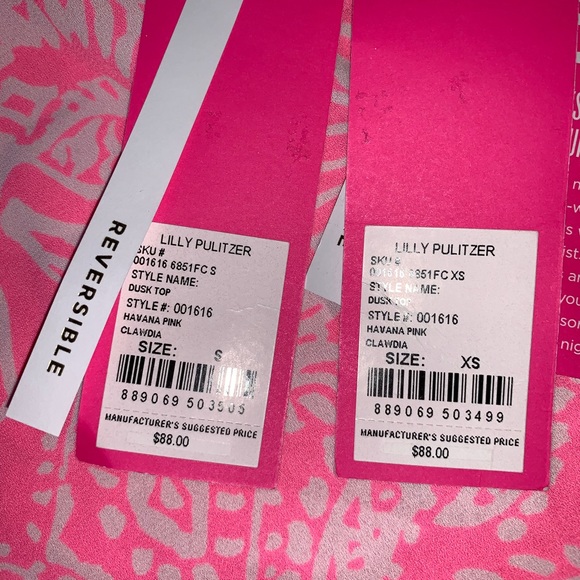 REVERSIBLE
LILLY PULITZER
SKU #
001616 6851FC S
STYLE NAME:
DUSK TOP
STYLE #: 001616
HAVANA PINK
CLAWDIA
SIZE: S
889069 503505
MANUFACTURER'S SUGGESTED PRICE
$88.00
LILLY PULITZER
SKU #
001616 6851FC XS
STYLE NAME:
DUSK TOP
STYLE #: 001616
HAVANA PINK
CLAWDIA
SIZE: XS
889069 503499
MANUFACTURER'S SUGGESTED PRICE
$88.00